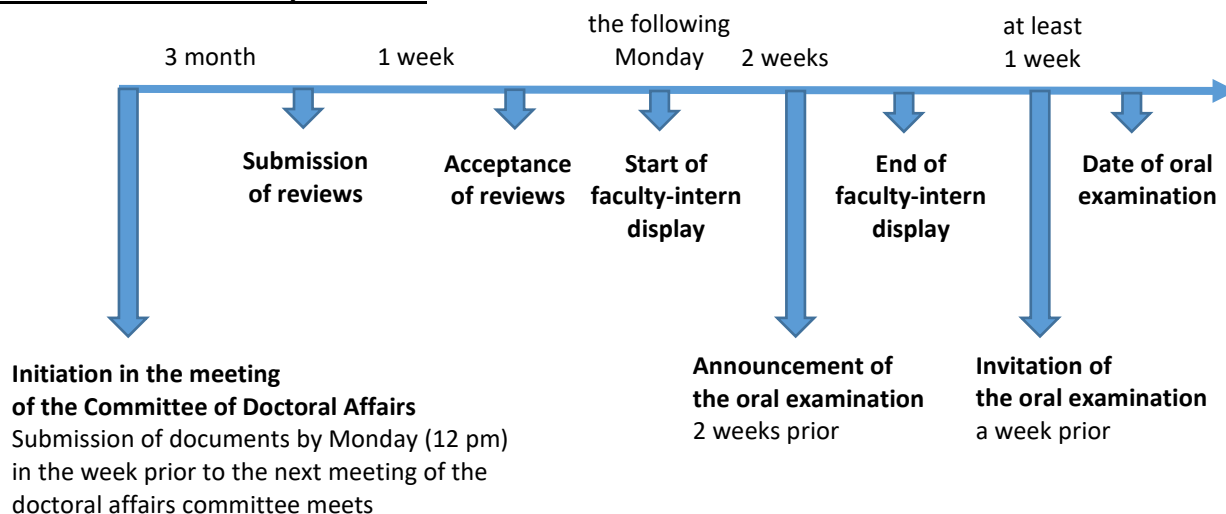 3 month
1 week
the following
Monday
2 weeks
at least
1 week
Submission
of reviews
Acceptance
of reviews
Start of
faculty-intern
display
End of
faculty-intern
display
Date of oral
examination
Initiation in the meeting
of the Committee of Doctoral Affairs
Submission of documents by Monday (12 pm)
in the week prior to the next meeting of the
doctoral affairs committee meets
Announcement of
the oral examination
2 weeks prior
Invitation of
the oral examination
a week prior